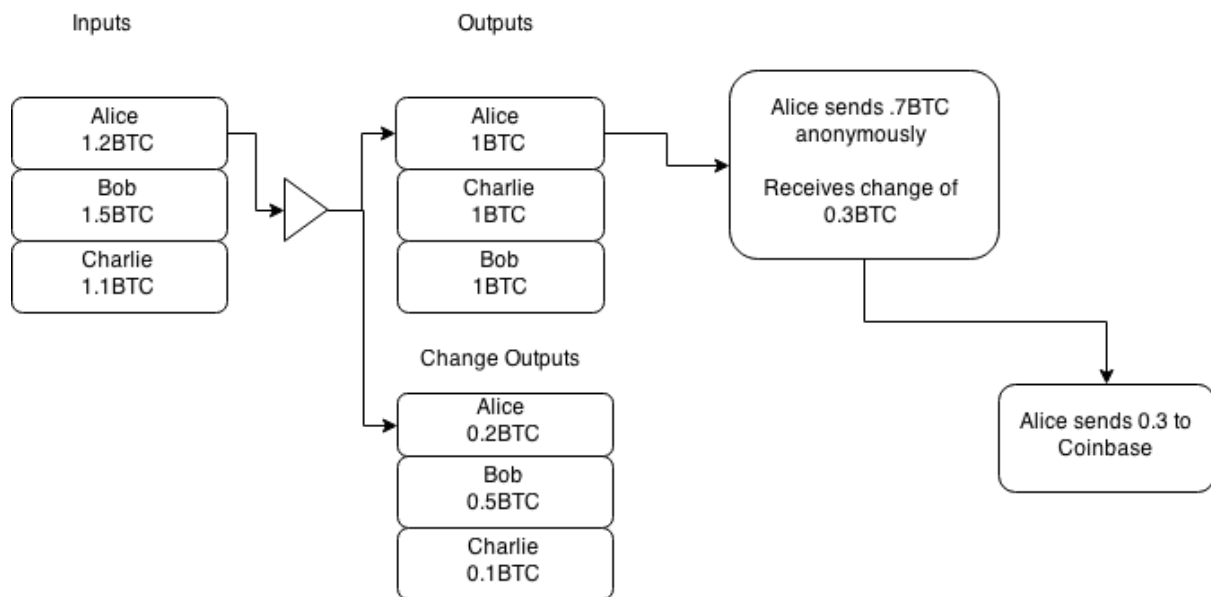 Inputs
Outputs
Alice
1.2BTC
Bob
1.5BTC
Charlie
1.1BTC
Alice
1BTC
Charlie
1BTC
Bob
1BTC
Change Outputs
Alice
0.2BTC
Bob
0.5BTC
Charlie
0.1BTC
Alice sends .7BTC
anonymously
Receives change of
0.3BTC
Alice sends 0.3 to
Coinbase